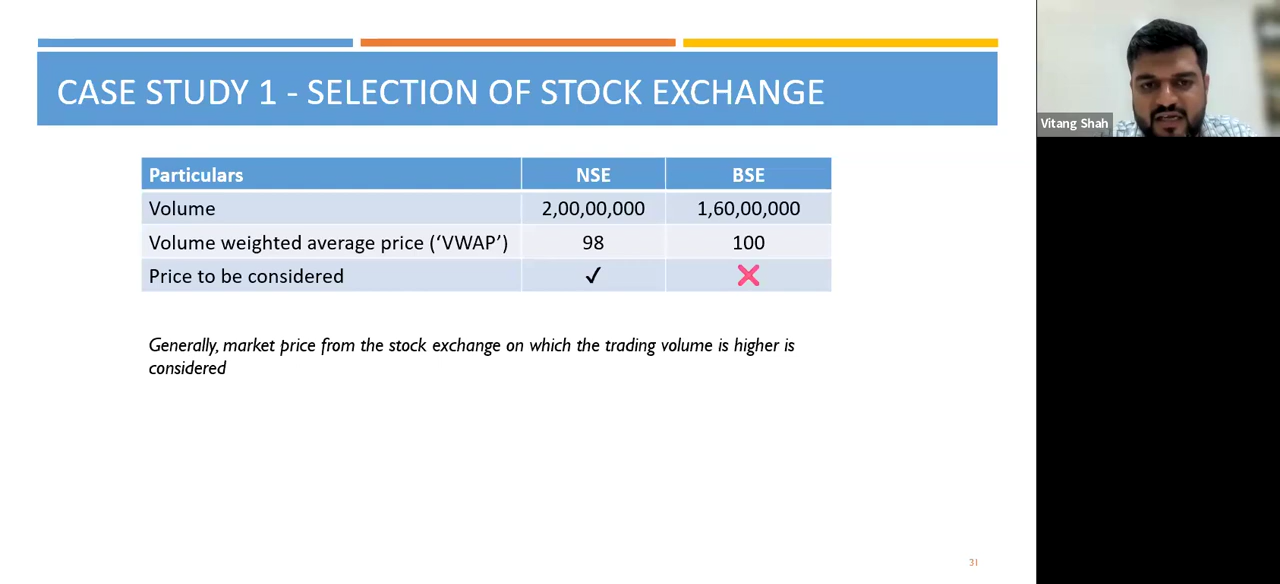 CASE STUDY 1 - SELECTION OF STOCK EXCHANGE
Vitang Shah
Particulars NSE BSE
Volume 2,00,00,000 1,60,00,000
Volume weighted average price (‘VWAP’) 98 100
Price to be considered ✓ ❌
Generally, market price from the stock exchange on which the trading volume is higher is
considered
31